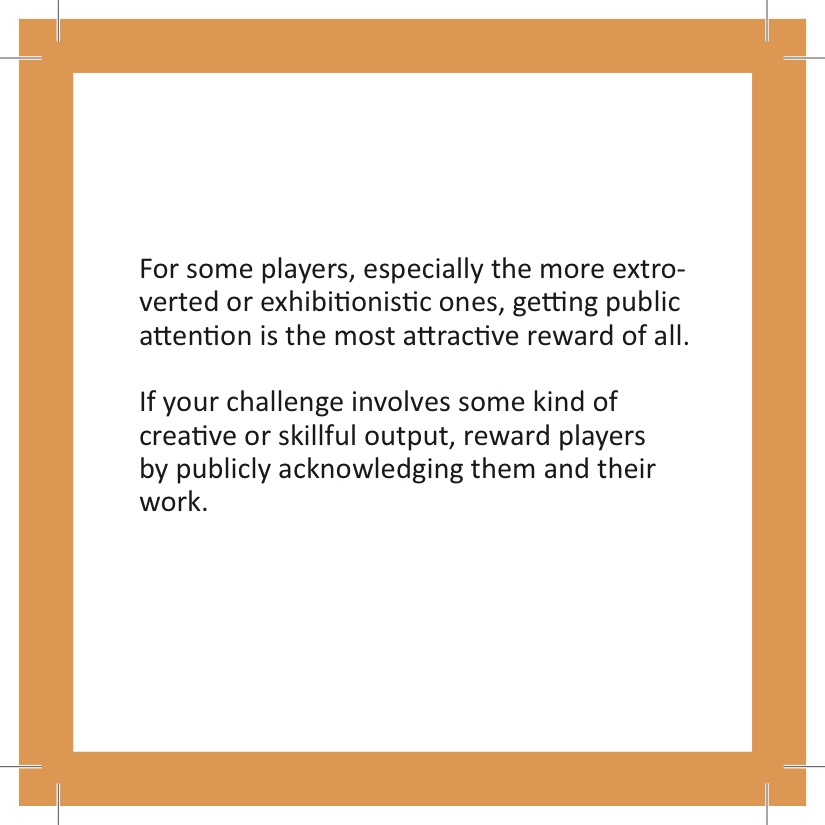 For some players, especially the more extro-
verted or exhibitionistic ones, getting public
attention is the most attractive reward of all.
If your challenge involves some kind of
creative or skillful output, reward players
by publicly acknowledging them and their
work.